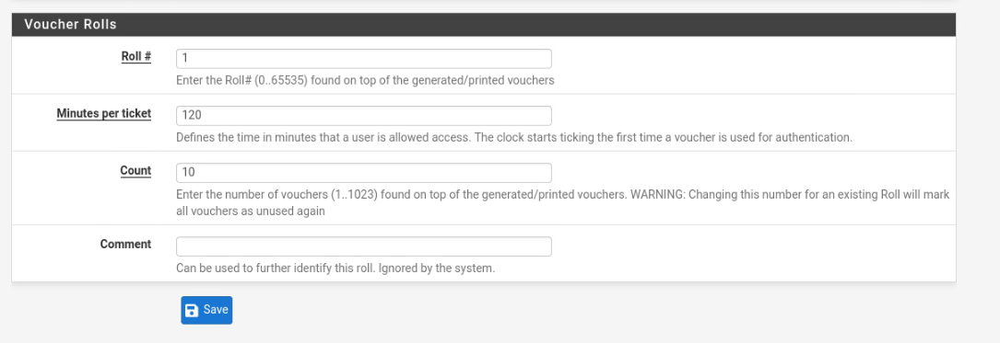 Voucher Rolls
Roll #
1
Enter the Roll# (0..65535) found on top of the generated/printed vouchers
Minutes per ticket
120
Defines the time in minutes that a user is allowed access. The clock starts ticking the first time a voucher is used for authentication.
Count
10
Enter the number of vouchers (1..1023) found on top of the generated/printed vouchers. WARNING: Changing this number for an existing Roll will mark
all vouchers as unused again
Comment
Can be used to further identify this roll. Ignored by the system.
Save